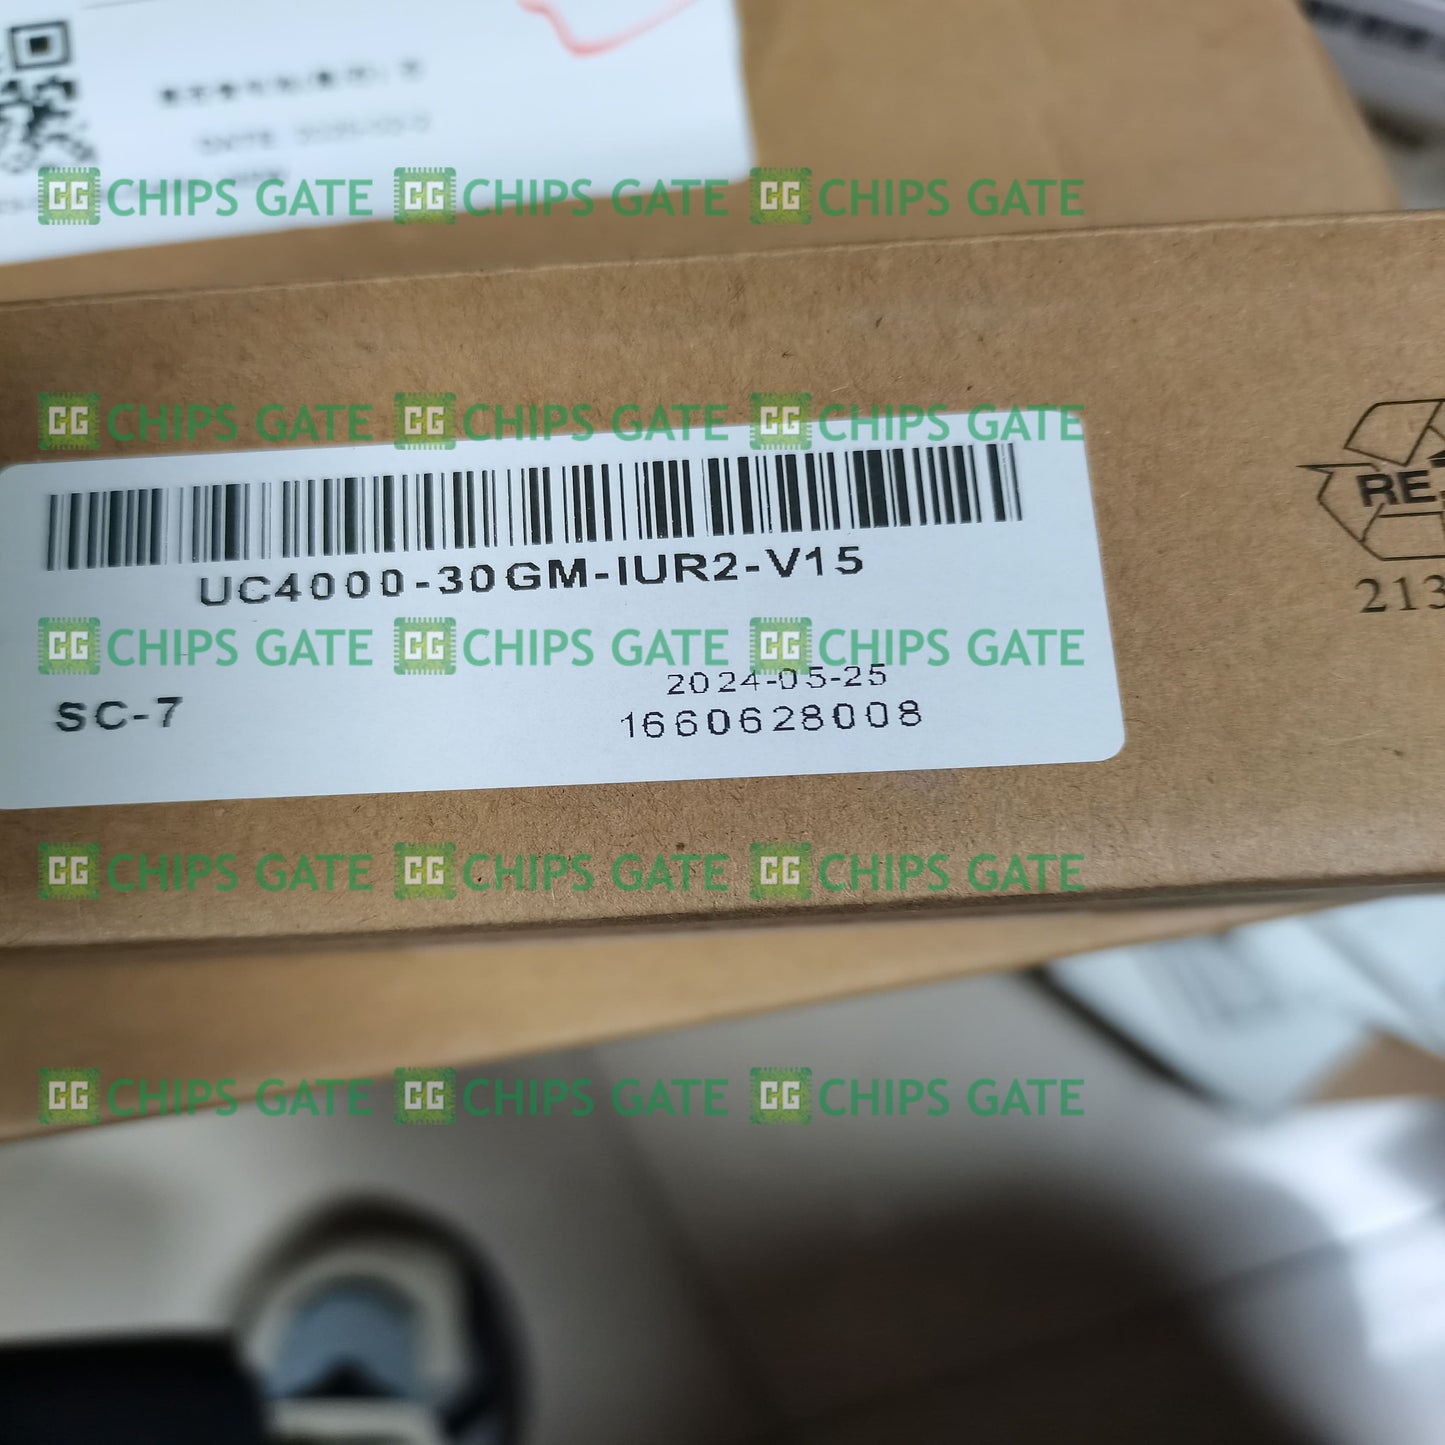 CG CHIPS GATE CG CHIPS GATE CG CHIPS GATE
CG CHIPS GATE CG CHIPS GATE CG CHIPS GATE
UC4000-30GM-IUR2-V15
RE
213
CG CHIPS GATE CG CHIPS GATE CG CHIPS GATE
2024-05-25
SC-7
1660628008
CG CHIPS GATE CG CHIPS GATE CG CHIPS GATE
CG CHIPS GATE CG CHIPS GATE CG CHIPS GATE